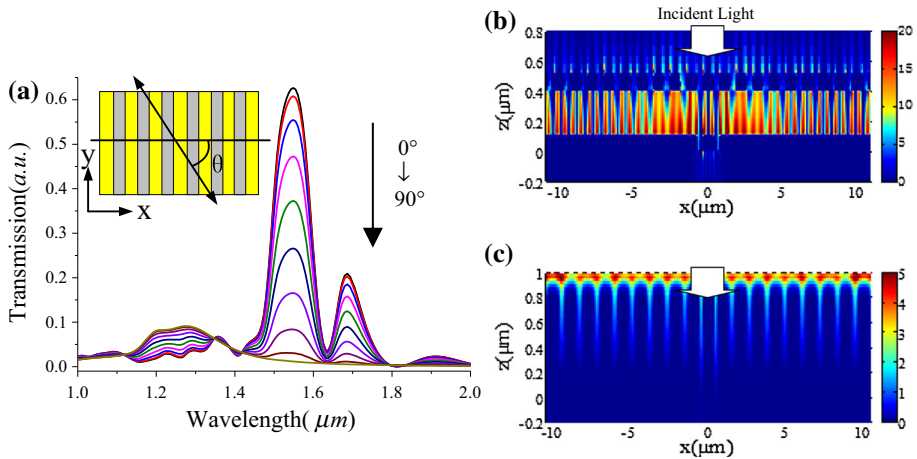 (a)
0.6
0.5
0.4
0.3
0.2
0.1
0.0
Transmission(a.u.)
y
x
θ
0°
↓
90°
1.0 1.2 1.4 1.6 1.8 2.0
Wavelength( μm)
(b)
Incident Light
0.8
0.6
0.4
0.2
0
-0.2
z(μm)
-10 -5 0 5 10
x(μm)
20
15
10
5
0
(c)
1
0.8
0.6
0.4
0.2
0
-0.2
z(μm)
-10 -5 0 5 10
x(μm)
5
4
3
2
1
0